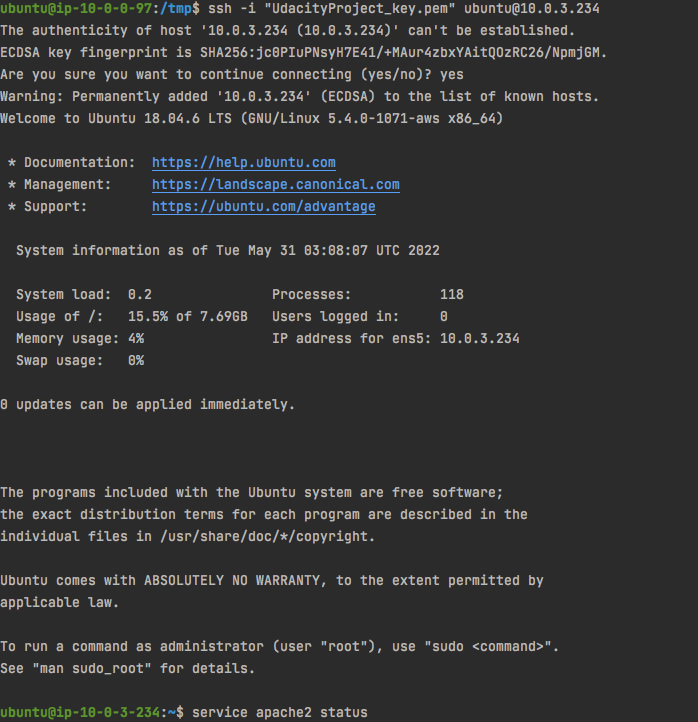 ubuntu@ip-10-0-0-97:/tmp$ ssh -i "UdacityProject_key.pem" ubuntu@10.0.3.234
The authenticity of host '10.0.3.234 (10.0.3.234)' can't be established.
ECDSA key fingerprint is SHA256:jc0PIuPNsyH7E41/+MAur4zbxYAitQOzRC26/NpmjGM.
Are you sure you want to continue connecting (yes/no)? yes
Warning: Permanently added '10.0.3.234' (ECDSA) to the list of known hosts.
Welcome to Ubuntu 18.04.6 LTS (GNU/Linux 5.4.0-1071-aws x86_64)
* Documentation:  https://help.ubuntu.com
* Management:     https://landscape.canonical.com
* Support:        https://ubuntu.com/advantage
System information as of Tue May 31 03:08:07 UTC 2022
System load:  0.2               Processes:           118
Usage of /:   15.5% of 7.69GB   Users logged in:     0
Memory usage: 4%                IP address for ens5: 10.0.3.234
Swap usage:   0%
0 updates can be applied immediately.
The programs included with the Ubuntu system are free software;
the exact distribution terms for each program are described in the
individual files in /usr/share/doc/*/copyright.
Ubuntu comes with ABSOLUTELY NO WARRANTY, to the extent permitted by
applicable law.
To run a command as administrator (user "root"), use "sudo <command>".
See "man sudo_root" for details.
ubuntu@ip-10-0-3-234:~$ service apache2 status